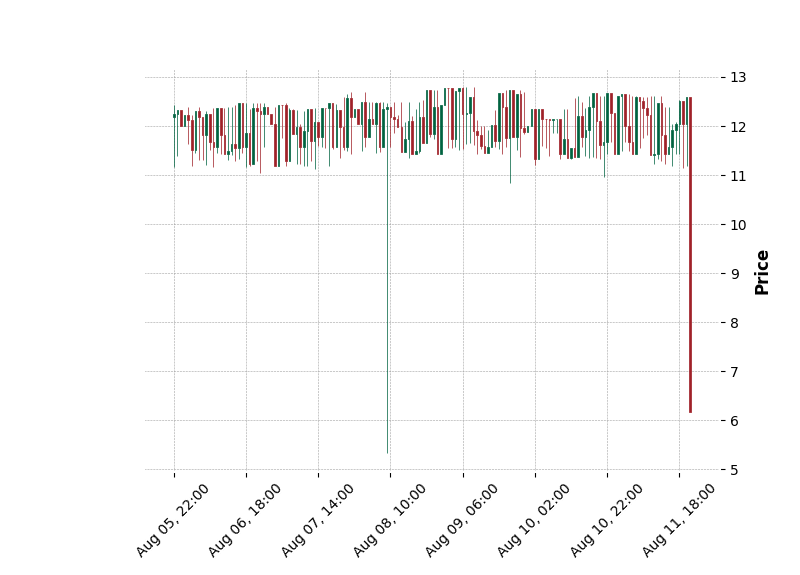 13
12
11
10
9
8
7
6
5
Price
Aug 05, 22:00
Aug 06, 18:00
Aug 07, 14:00
Aug 08, 10:00
Aug 09, 06:00
Aug 10, 02:00
Aug 10, 22:00
Aug 11, 18:00